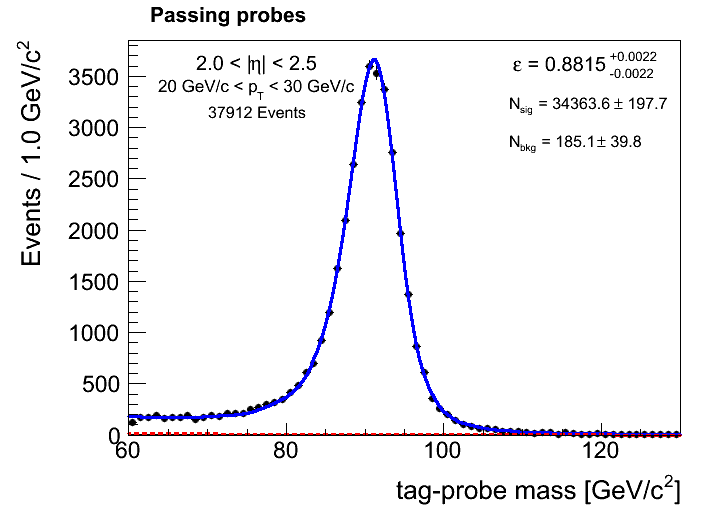 Passing probes
2.0 < |η| < 2.5
20 GeV/c < p_T < 30 GeV/c
37912 Events
ε = 0.8815 +0.0022 -0.0022
N_sig = 34363.6 ± 197.7
N_bkg = 185.1 ± 39.8
Events / 1.0 GeV/c²
3500
3000
2500
2000
1500
1000
500
0
60 80 100 120
tag-probe mass [GeV/c²]